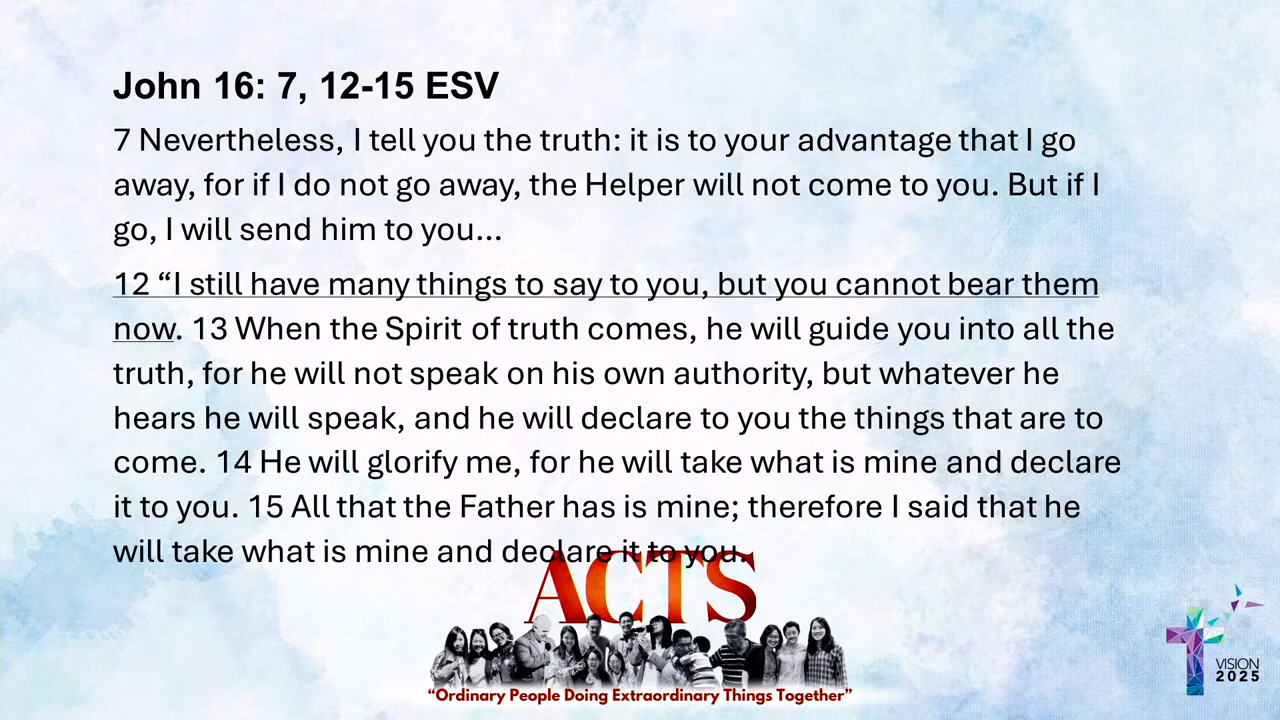 John 16: 7, 12-15 ESV
7 Nevertheless, I tell you the truth: it is to your advantage that I go
away, for if I do not go away, the Helper will not come to you. But if I
go, I will send him to you...
12 “I still have many things to say to you, but you cannot bear them
now. 13 When the Spirit of truth comes, he will guide you into all the
truth, for he will not speak on his own authority, but whatever he
hears he will speak, and he will declare to you the things that are to
come. 14 He will glorify me, for he will take what is mine and declare
it to you. 15 All that the Father has is mine; therefore I said that he
will take what is mine and declare it to you.
ACTS
“Ordinary People Doing Extraordinary Things Together”
VISION
2025